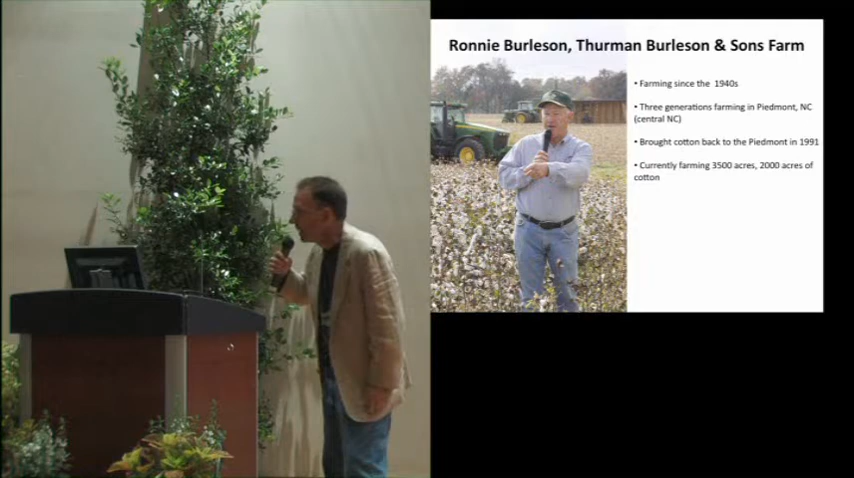 Ronnie Burleson, Thurman Burleson & Sons Farm
• Farming since the 1940s
• Three generations farming in Piedmont, NC
(central NC)
• Brought cotton back to the Piedmont in 1991
• Currently farming 3500 acres, 2000 acres of
cotton